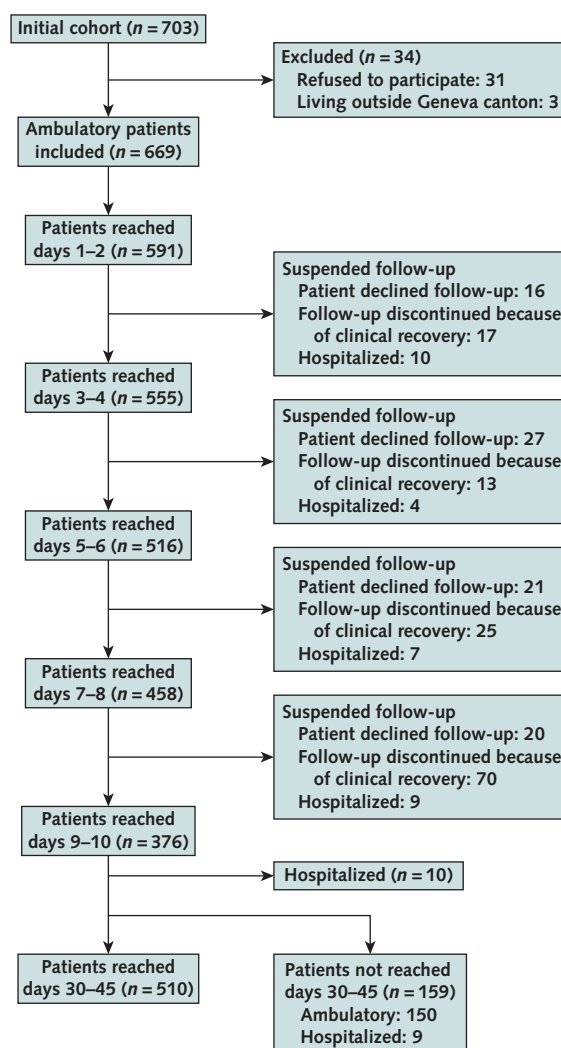 Initial cohort (n = 703)
Excluded (n = 34)
Refused to participate: 31
Living outside Geneva canton: 3
Ambulatory patients
included (n = 669)
Patients reached
days 1–2 (n = 591)
Suspended follow-up
Patient declined follow-up: 16
Follow-up discontinued because
of clinical recovery: 17
Hospitalized: 10
Patients reached
days 3–4 (n = 555)
Suspended follow-up
Patient declined follow-up: 27
Follow-up discontinued because
of clinical recovery: 13
Hospitalized: 4
Patients reached
days 5–6 (n = 516)
Suspended follow-up
Patient declined follow-up: 21
Follow-up discontinued because
of clinical recovery: 25
Hospitalized: 7
Patients reached
days 7–8 (n = 458)
Suspended follow-up
Patient declined follow-up: 20
Follow-up discontinued because
of clinical recovery: 70
Hospitalized: 9
Patients reached
days 9–10 (n = 376)
Hospitalized (n = 10)
Patients reached
days 30–45 (n = 510)
Patients not reached
days 30–45 (n = 159)
Ambulatory: 150
Hospitalized: 9